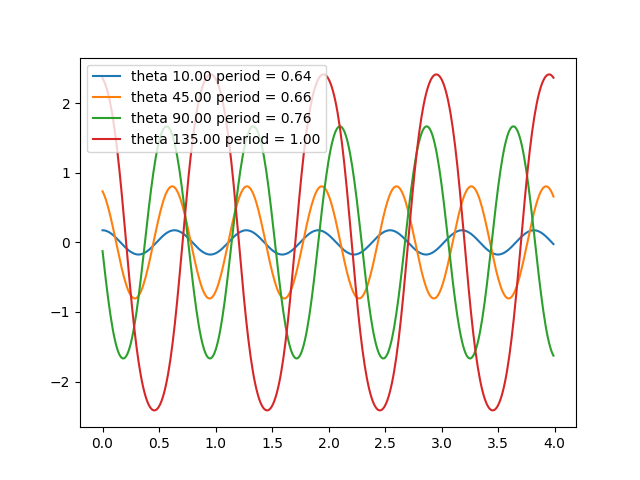 theta 10.00 period = 0.64
theta 45.00 period = 0.66
theta 90.00 period = 0.76
theta 135.00 period = 1.00
2
1
0
−1
−2
0.0 0.5 1.0 1.5 2.0 2.5 3.0 3.5 4.0